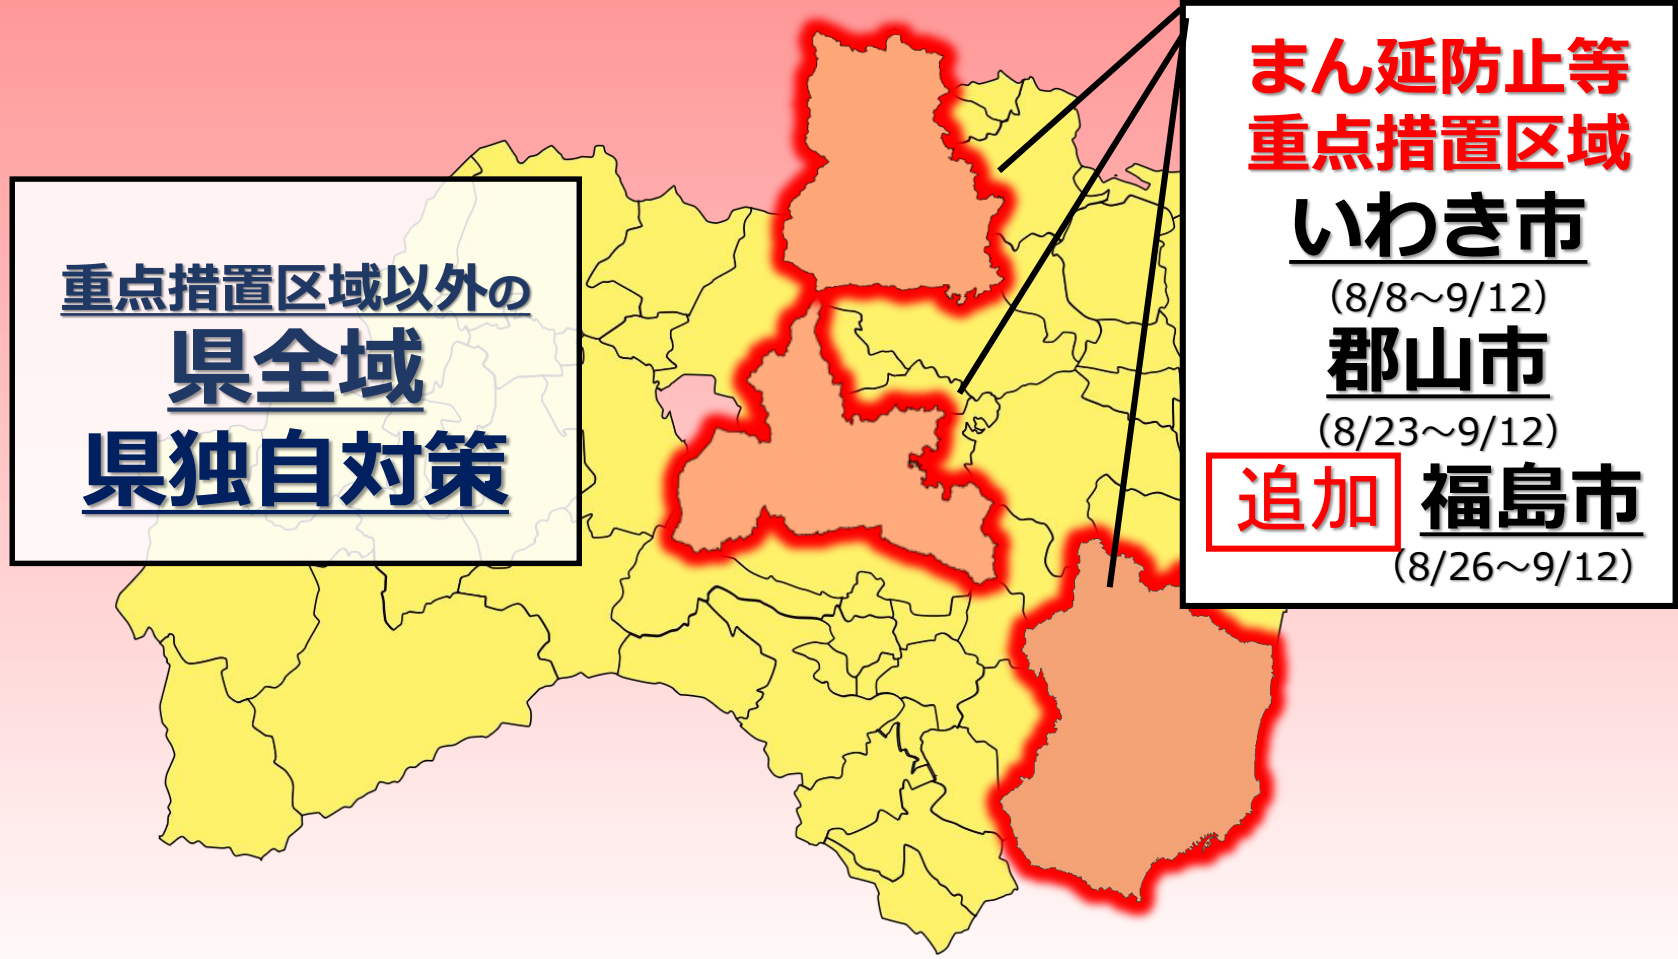 重点措置区域以外の
県全域
県独自対策
まん延防止等
重点措置区域
いわき市
（8/8～9/12）
郡山市
（8/23～9/12）
追加 福島市
（8/26～9/12）